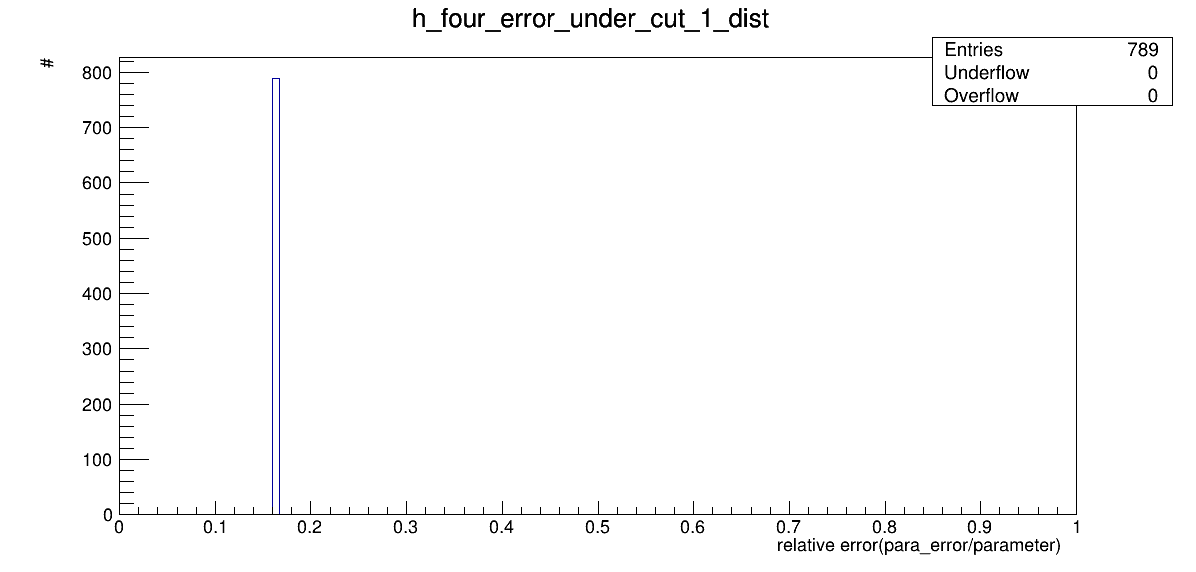 h_four_error_under_cut_1_dist
#
Entries 789
Underflow 0
Overflow 0
800
700
600
500
400
300
200
100
0
0 0.1 0.2 0.3 0.4 0.5 0.6 0.7 0.8 0.9 1
relative error(para_error/parameter)